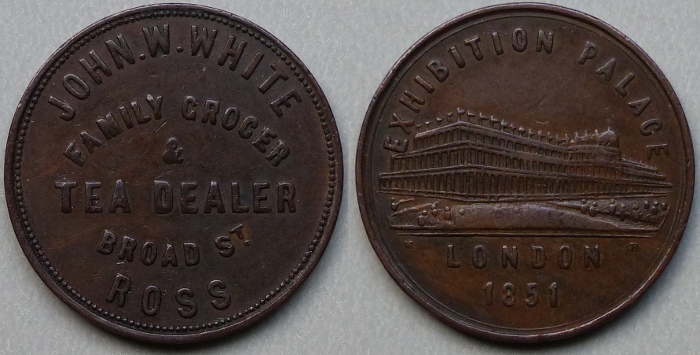 JOHN.W.WHITE
FAMILY GROCER
&
TEA DEALER
BROAD ST.
ROSS
EXHIBITION PALACE
LONDON
1851